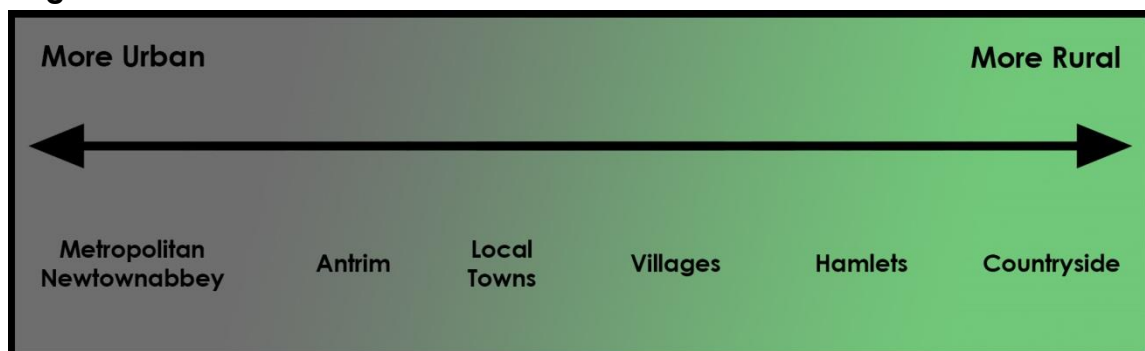 More Urban
More Rural
Metropolitan
Newtownabbey
Antrim
Local
Towns
Villages
Hamlets
Countryside